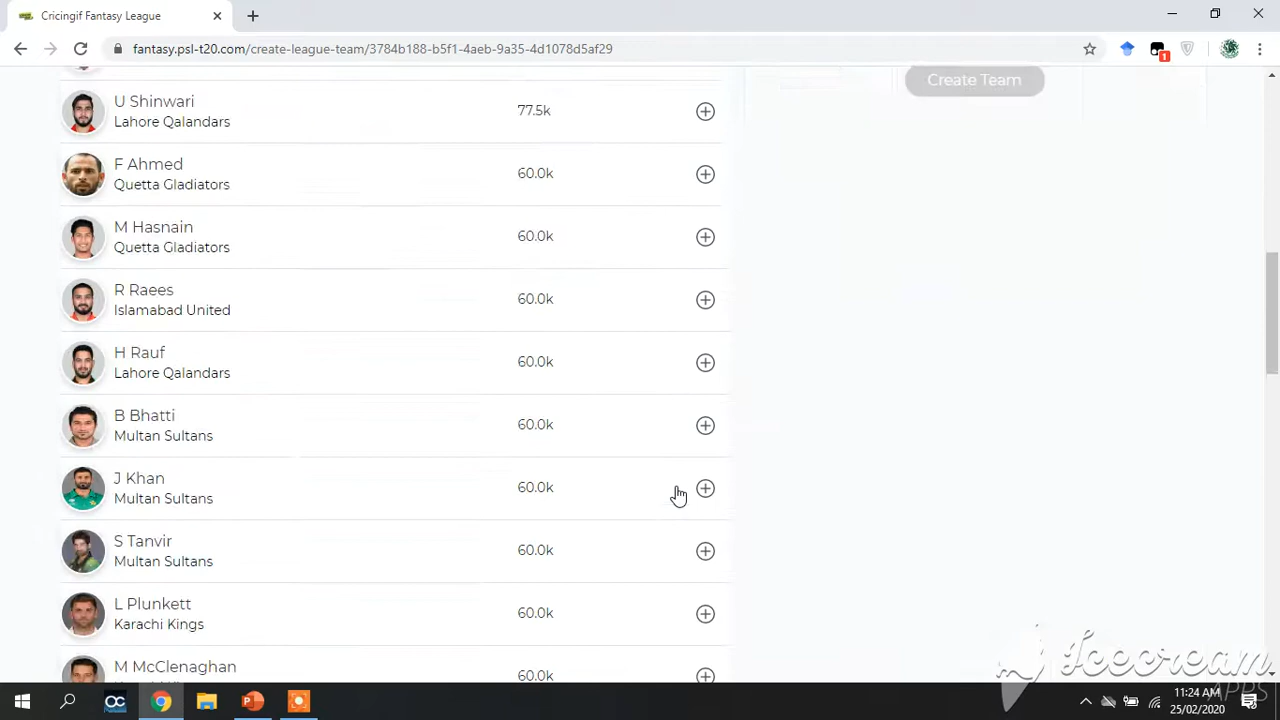 Cricingif Fantasy League
fantasy.psl-t20.com/create-league-team/3784b188-b5f1-4aeb-9a35-4d1078d5af29
1
Create Team
U Shinwari
Lahore Qalandars
77.5k
F Ahmed
Quetta Gladiators
60.0k
M Hasnain
Quetta Gladiators
60.0k
R Raees
Islamabad United
60.0k
H Rauf
Lahore Qalandars
60.0k
B Bhatti
Multan Sultans
60.0k
J Khan
Multan Sultans
60.0k
S Tanvir
Multan Sultans
60.0k
L Plunkett
Karachi Kings
60.0k
M McClenaghan
60.0k
Icecream
APPS
11:24 AM
25/02/2020